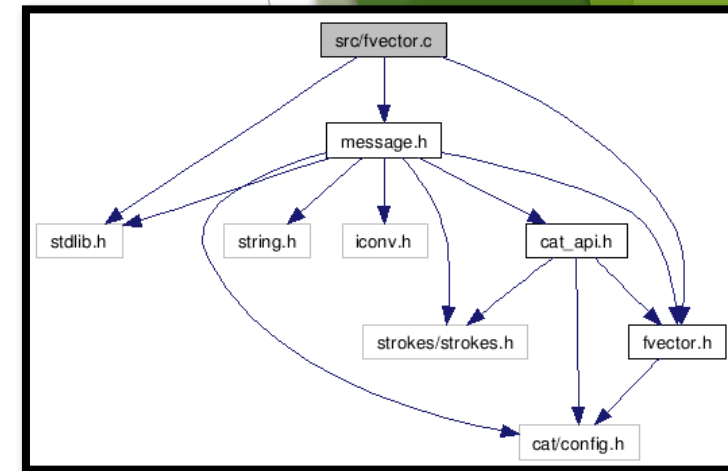 src/fvector.c
message.h
stdlib.h
string.h
iconv.h
cat_api.h
strokes/strokes.h
fvector.h
cat/config.h